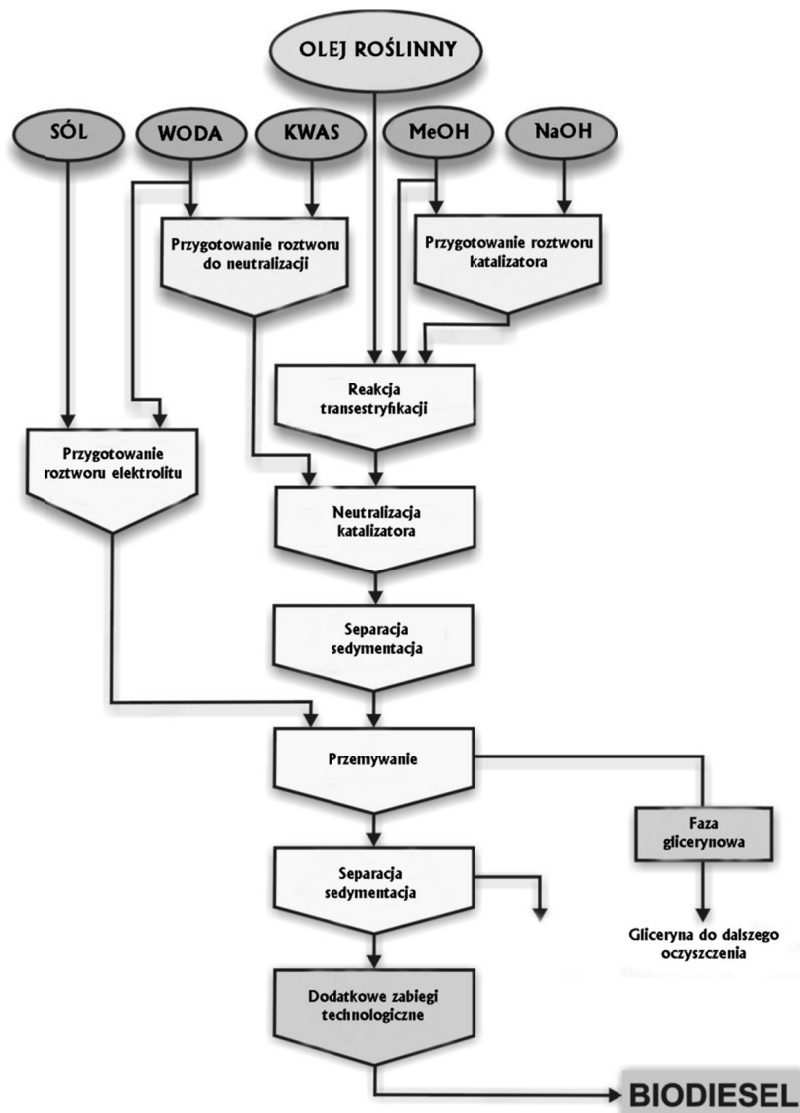 OLEJ ROŚLINNY
SÓL
WODA
KWAS
MeOH
NaOH
Przygotowanie roztworu
do neutralizacji
Przygotowanie roztworu
katalizatora
Reakcja
transestryfikacji
Przygotowanie
roztworu elektrolitu
Neutralizacja
katalizatora
Separacja
sedymentacja
Przemywanie
Faza
glicerynowa
Separacja
sedymentacja
Gliceryna do dalszego
oczyszczenia
Dodatkowe zabiegi
technologiczne
BIODIESEL